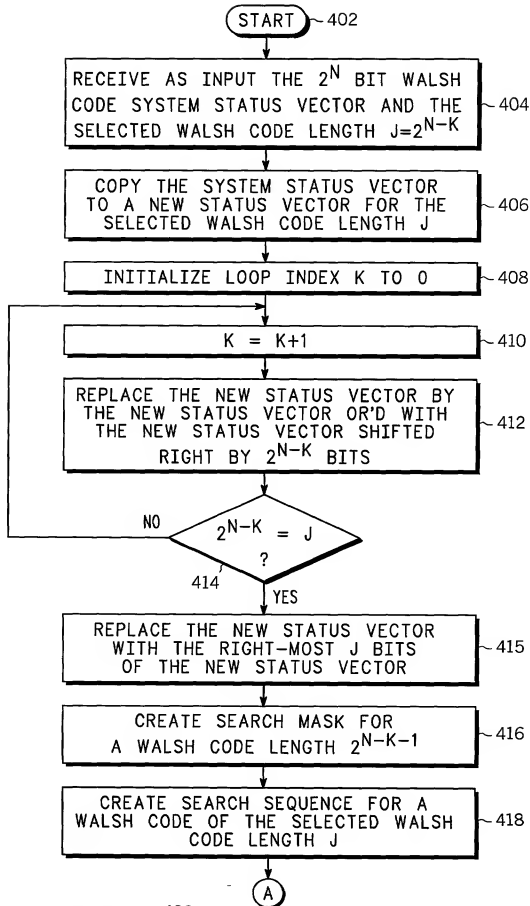 START
402
RECEIVE AS INPUT THE 2^N BIT WALSH
CODE SYSTEM STATUS VECTOR AND THE
SELECTED WALSH CODE LENGTH J=2^N-K
404
COPY THE SYSTEM STATUS VECTOR
TO A NEW STATUS VECTOR FOR THE
SELECTED WALSH CODE LENGTH J
406
INITIALIZE LOOP INDEX K TO 0
408
K = K+1
410
REPLACE THE NEW STATUS VECTOR BY
THE NEW STATUS VECTOR OR'D WITH
THE NEW STATUS VECTOR SHIFTED
RIGHT BY 2^N-K BITS
412
NO
2^N-K = J
?
414
YES
REPLACE THE NEW STATUS VECTOR
WITH THE RIGHT-MOST J BITS
OF THE NEW STATUS VECTOR
415
CREATE SEARCH MASK FOR
A WALSH CODE LENGTH 2^N-K-1
416
CREATE SEARCH SEQUENCE FOR A
WALSH CODE OF THE SELECTED WALSH
CODE LENGTH J
418
A